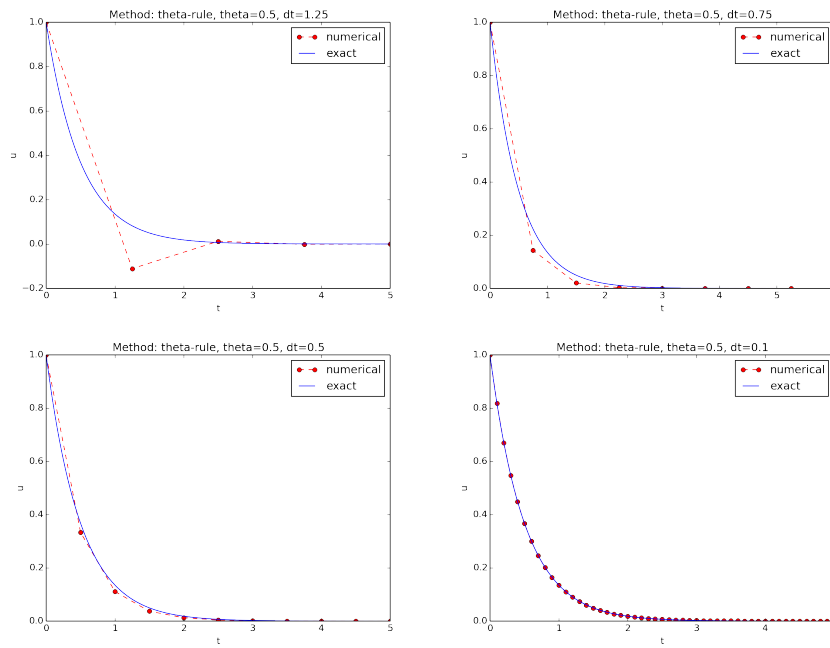 Method: theta-rule, theta=0.5, dt=1.25
numerical
exact
u
1.0
0.8
0.6
0.4
0.2
0.0
−0.2
0 1 2 3 4 5
t
Method: theta-rule, theta=0.5, dt=0.75
numerical
exact
u
1.0
0.8
0.6
0.4
0.2
0.0
0 1 2 3 4 5
t
Method: theta-rule, theta=0.5, dt=0.5
numerical
exact
u
1.0
0.8
0.6
0.4
0.2
0.0
0 1 2 3 4 5
t
Method: theta-rule, theta=0.5, dt=0.1
numerical
exact
u
1.0
0.8
0.6
0.4
0.2
0.0
0 1 2 3 4
t